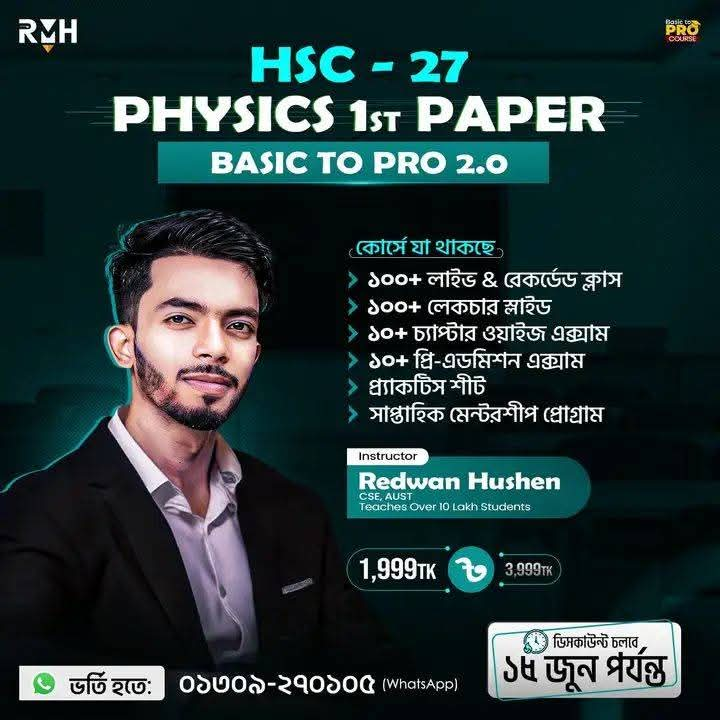 RMH
Basic to
PRO
COURSE
HSC - 27
PHYSICS 1ST PAPER
BASIC TO PRO 2.0
কোর্সে যা থাকছে
১০০+ লাইভ & রেকর্ডেড ক্লাস
১০০+ লেকচার স্লাইড
১০+ চ্যাপ্টার ওয়াইজ এক্সাম
১০+ প্রি-এডমিশন এক্সাম
প্র্যাকটিস শীট
সাপ্তাহিক মেন্টরশীপ প্রোগ্রাম
Instructor
Redwan Hushen
CSE, AUST
Teaches Over 10 Lakh Students
1,999TK ৳ 3,999TK
ডিসকাউন্ট চলবে
১৫ জুন পর্যন্ত
ভর্তি হতে: ০১৩০৯-২৭০১০৫ (WhatsApp)